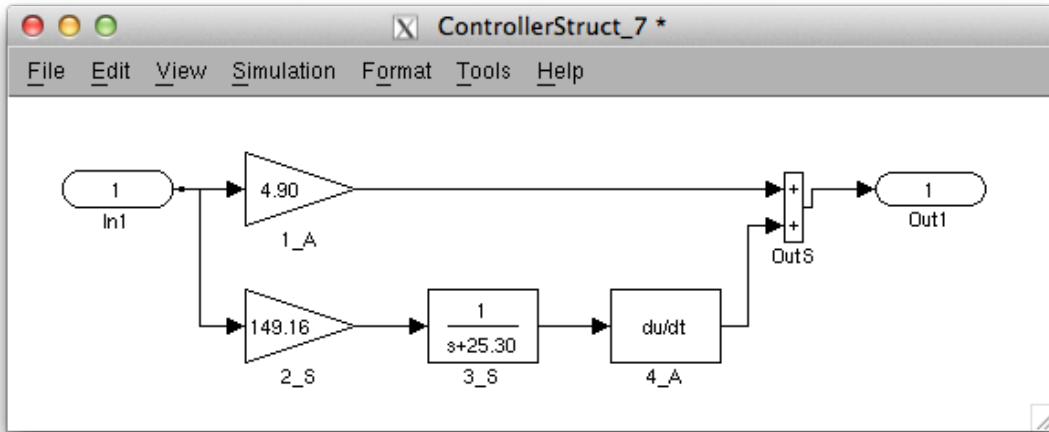 ControllerStruct_7 *
File Edit View Simulation Format Tools Help
1
In1
4.90
1_A
+
+
OutS
1
Out1
149.16
2_S
1
s+25.30
3_S
du/dt
4_A